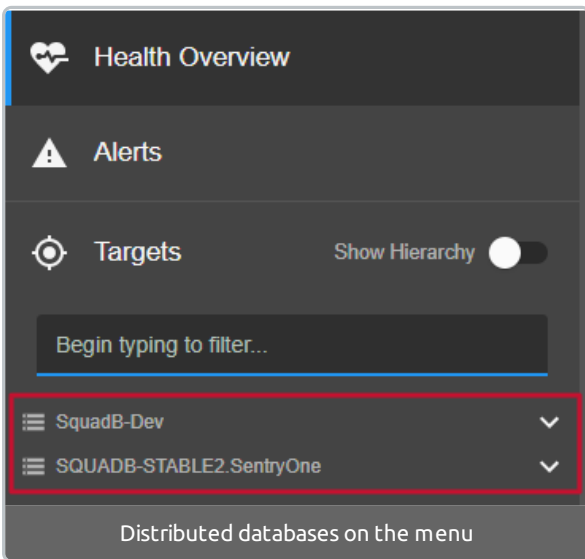 Health Overview
Alerts
Targets Show Hierarchy
Begin typing to filter...
SquadB-Dev
SQUADB-STABLE2.SentryOne
Distributed databases on the menu